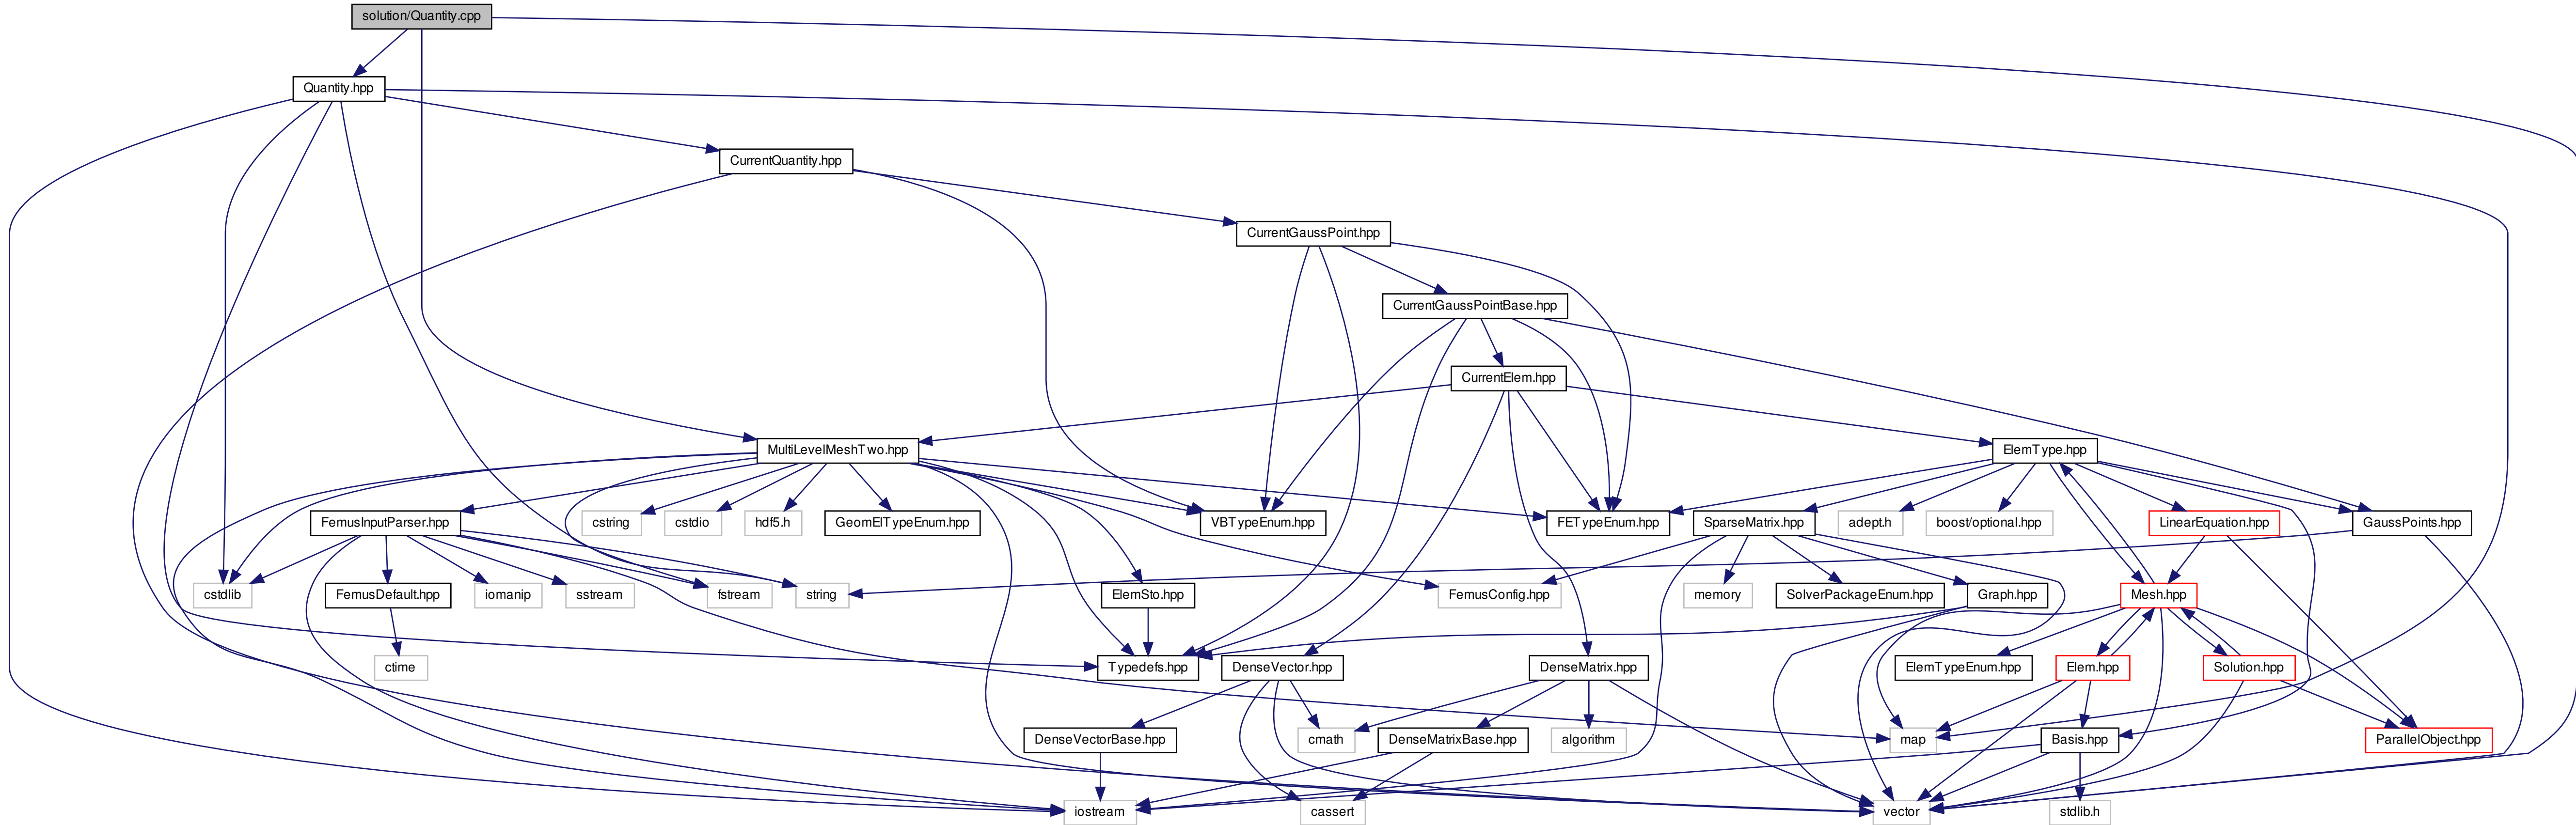 solution/Quantity.cpp
Quantity.hpp
CurrentQuantity.hpp
CurrentGaussPoint.hpp
CurrentGaussPointBase.hpp
CurrentElem.hpp
MultiLevelMeshTwo.hpp
ElemType.hpp
FemusInputParser.hpp
cstring
cstdio
hdf5.h
GeomElTypeEnum.hpp
VBTypeEnum.hpp
FETypeEnum.hpp
SparseMatrix.hpp
adept.h
boost/optional.hpp
LinearEquation.hpp
GaussPoints.hpp
cstdlib
FemusDefault.hpp
iomanip
sstream
fstream
string
ElemSto.hpp
FemusConfig.hpp
memory
SolverPackageEnum.hpp
Graph.hpp
Mesh.hpp
ctime
Typedefs.hpp
DenseVector.hpp
DenseMatrix.hpp
ElemTypeEnum.hpp
Elem.hpp
Solution.hpp
DenseVectorBase.hpp
cmath
DenseMatrixBase.hpp
algorithm
map
Basis.hpp
ParallelObject.hpp
iostream
cassert
vector
stdlib.h